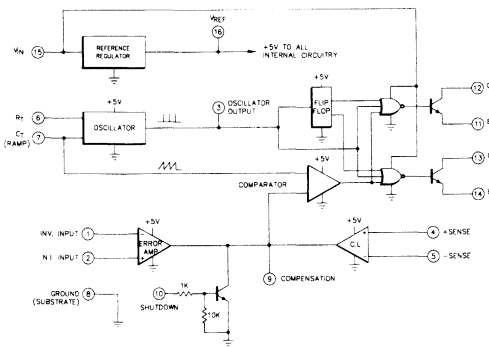 VREF
16
VIN 15
REFERENCE REGULATOR
+5V TO ALL INTERNAL CIRCUITRY
+5V
RT 6
OSCILLATOR
3 OSCILLATOR OUTPUT
+5V
FLIP FLOP
12 C
11 E
CT 7
(RAMP)
+5V
COMPARATOR
13
14
INV. INPUT 1
+5V
ERROR AMP
N.I. INPUT 2
+5V
C.L
4 +SENSE
5 -SENSE
9 COMPENSATION
GROUND 8
(SUBSTRATE)
10
SHUTDOWN
1K
10K